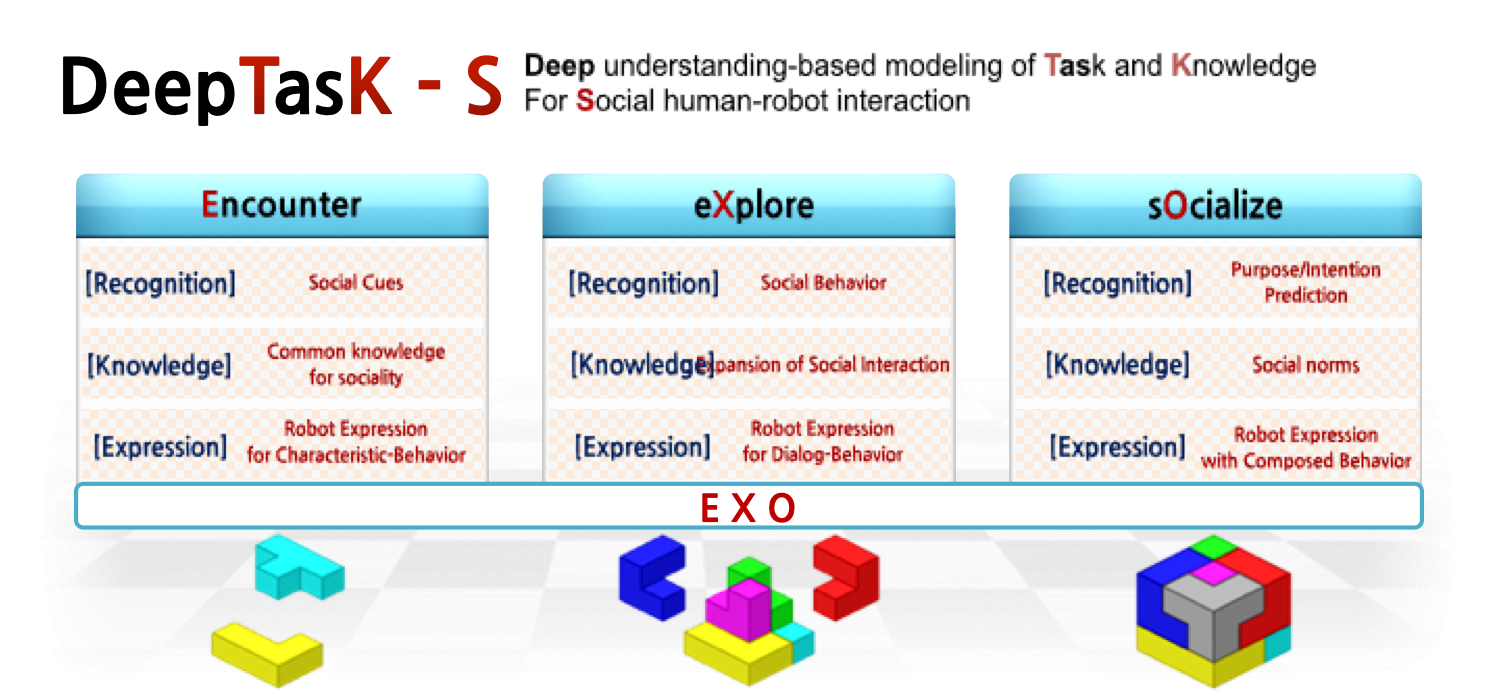 DeepTasK - S
Deep understanding-based modeling of Task and Knowledge
For Social human-robot interaction
Encounter
[Recognition] Social Cues
[Knowledge] Common knowledge
for sociality
[Expression] Robot Expression
for Characteristic-Behavior
eXplore
[Recognition] Social Behavior
[Knowledge] Expansion of Social Interaction
[Expression] Robot Expression
for Dialog-Behavior
sOcialize
[Recognition] Purpose/Intention
Prediction
[Knowledge] Social norms
[Expression] Robot Expression
with Composed Behavior
E X O